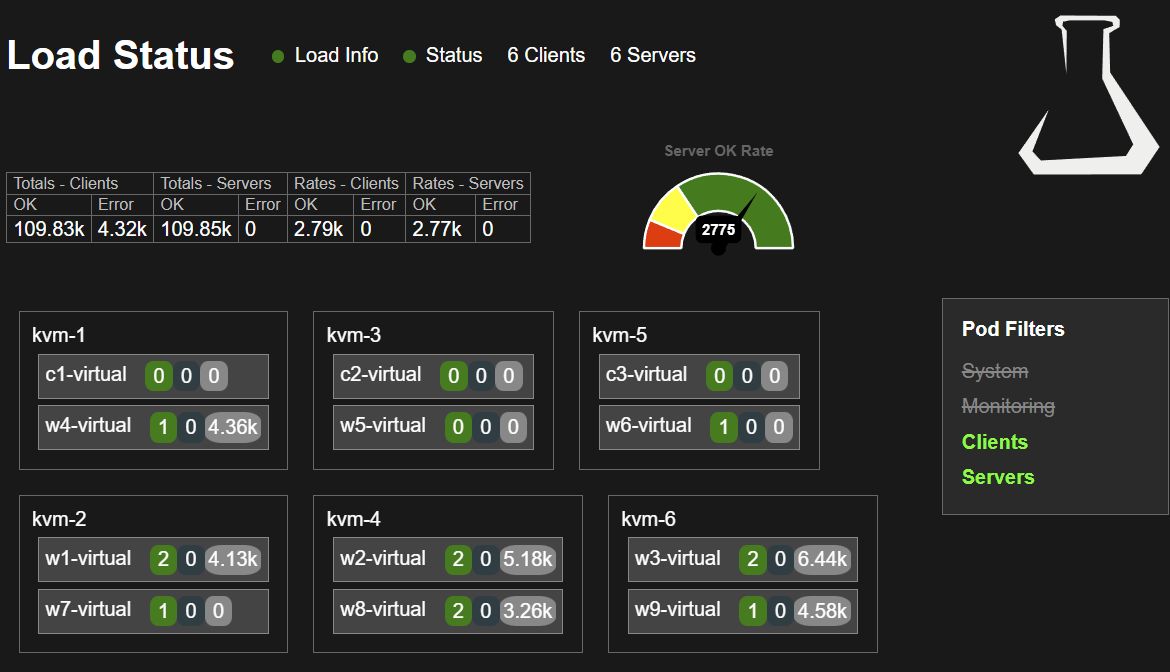 Load Status
Load Info Status 6 Clients 6 Servers
Server OK Rate
Totals - Clients Totals - Servers Rates - Clients Rates - Servers
OK Error OK Error OK Error OK Error
109.83k 4.32k 109.85k 0 2.79k 0 2.77k 0
2775
kvm-1
c1-virtual 0 0 0
w4-virtual 1 0 4.36k
kvm-3
c2-virtual 0 0 0
w5-virtual 0 0 0
kvm-5
c3-virtual 0 0 0
w6-virtual 1 0 0
Pod Filters
System
Monitoring
Clients
Servers
kvm-2
w1-virtual 2 0 4.13k
w7-virtual 1 0 0
kvm-4
w2-virtual 2 0 5.18k
w8-virtual 2 0 3.26k
kvm-6
w3-virtual 2 0 6.44k
w9-virtual 1 0 4.58k